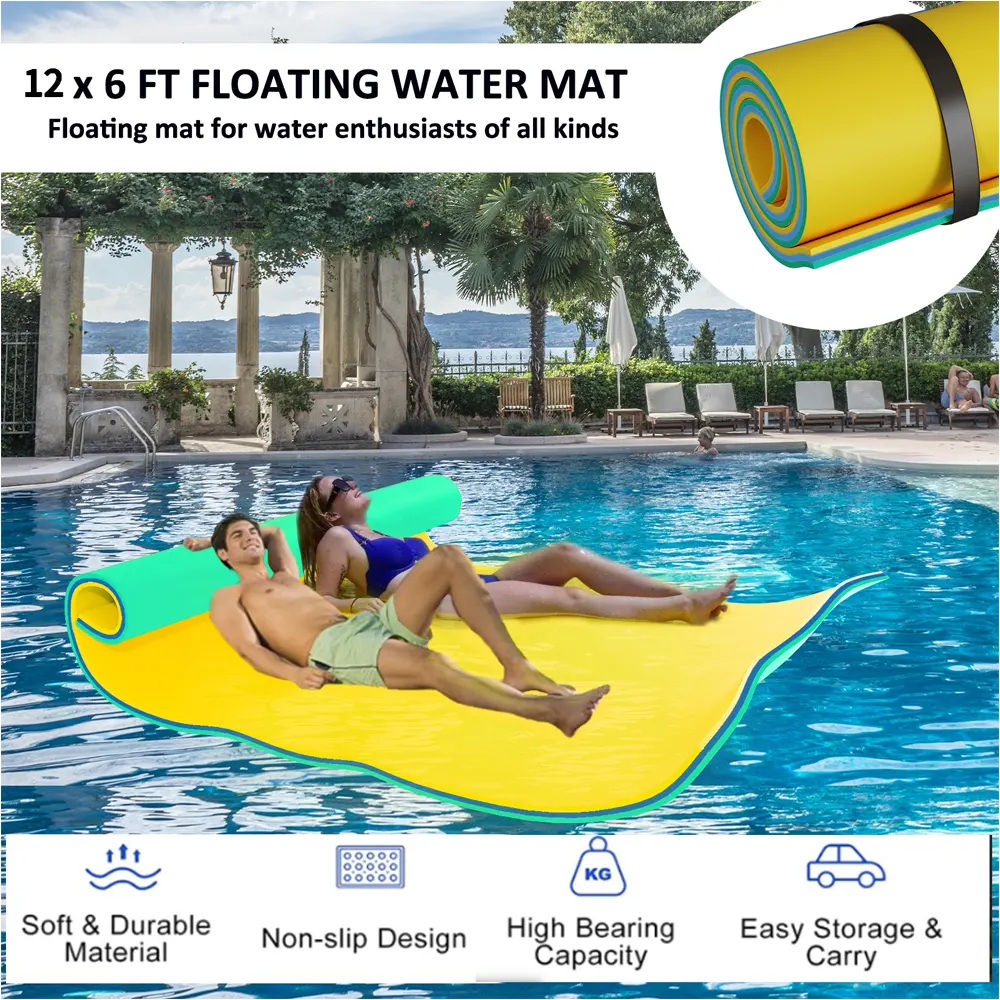 12 x 6 FT FLOATING WATER MAT
Floating mat for water enthusiasts of all kinds
KG
Soft & Durable
Material
Non-slip Design
High Bearing
Capacity
Easy Storage &
Carry